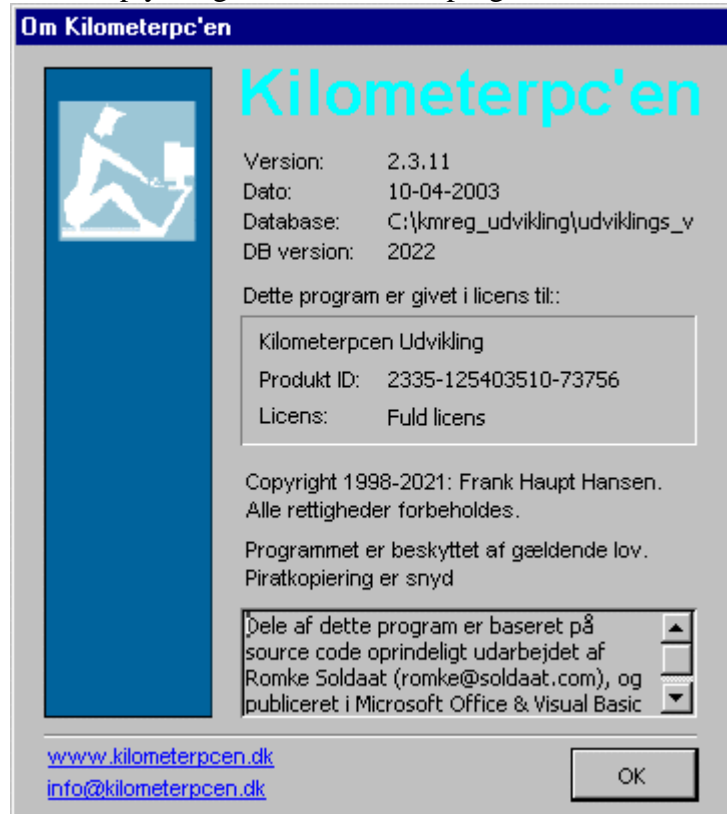 Om Kilometerpc'en
Kilometerpc'en
Version: 2.3.11
Dato: 10-04-2003
Database: C:\kmreg_udvikling\udviklings_v
DB version: 2022
Dette program er givet i licens til::
Kilometerpcen Udvikling
Produkt ID: 2335-125403510-73756
Licens: Fuld licens
Copyright 1998-2021: Frank Haupt Hansen.
Alle rettigheder forbeholdes.
Programmet er beskyttet af gældende lov.
Piratkopiering er snyd
Dele af dette program er baseret på
source code oprindeligt udarbejdet af
Romke Soldaat (romke@soldaat.com), og
publiceret i Microsoft Office & Visual Basic
www.kilometerpcen.dk
info@kilometerpcen.dk
OK